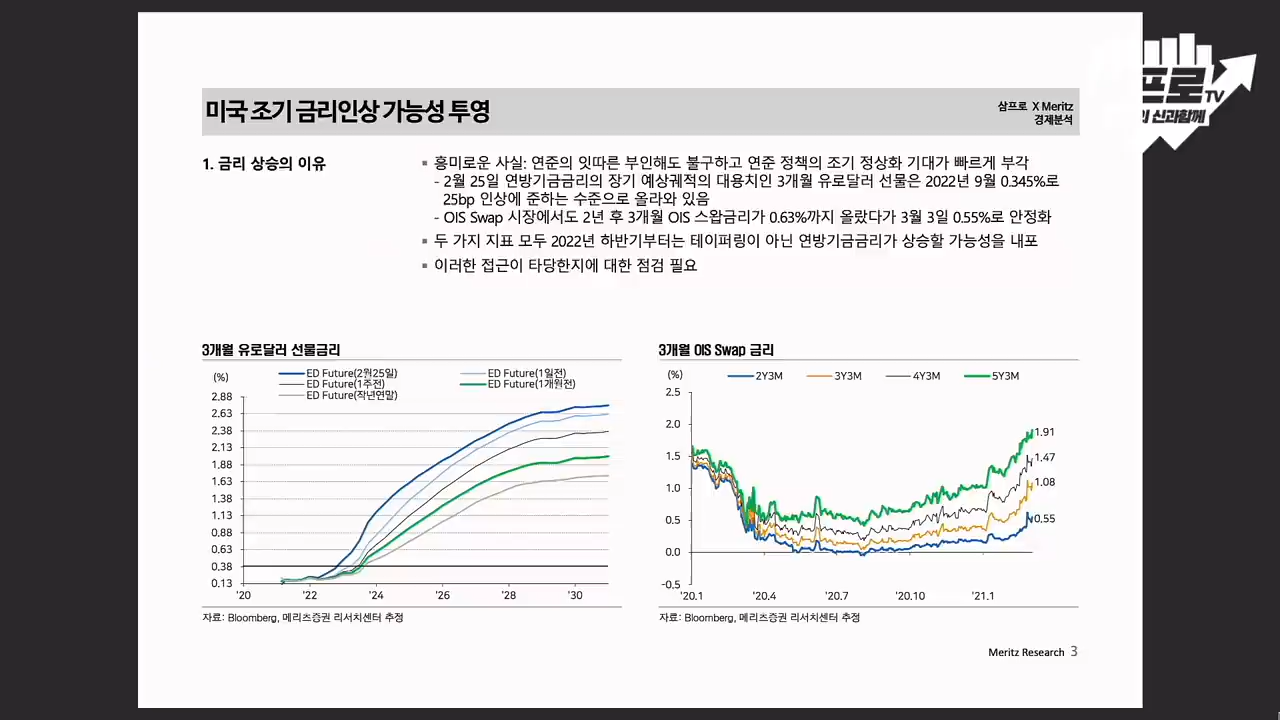 미국 조기 금리인상 가능성 투영
삼프로 X Meritz
경제분석
프로TV
신과함께
1. 금리 상승의 이유
▪ 흥미로운 사실: 연준의 잇따른 부인해도 불구하고 연준 정책의 조기 정상화 기대가 빠르게 부각
- 2월 25일 연방기금금리의 장기 예상궤적의 대용치인 3개월 유로달러 선물은 2022년 9월 0.345%로
25bp 인상에 준하는 수준으로 올라와 있음
- OIS Swap 시장에서도 2년 후 3개월 OIS 스왑금리가 0.63%까지 올랐다가 3월 3일 0.55%로 안정화
▪ 두 가지 지표 모두 2022년 하반기부터는 테이퍼링이 아닌 연방기금금리가 상승할 가능성을 내포
▪ 이러한 접근이 타당한지에 대한 점검 필요
3개월 유로달러 선물금리
(%)
ED Future(2월25일)
ED Future(1일전)
ED Future(1주전)
ED Future(1개원전)
ED Future(작년연말)
2.88
2.63
2.38
2.13
1.88
1.63
1.38
1.13
0.88
0.63
0.38
0.13
'20 '22 '24 '26 '28 '30
자료: Bloomberg, 메리츠증권 리서치센터 추정
3개월 OIS Swap 금리
(%)
2Y3M 3Y3M 4Y3M 5Y3M
2.5
2.0
1.5
1.0
0.5
0.0
-0.5
1.91
1.47
1.08
0.55
'20.1 '20.4 '20.7 '20.10 '21.1
자료: Bloomberg, 메리츠증권 리서치센터 추정
Meritz Research 3